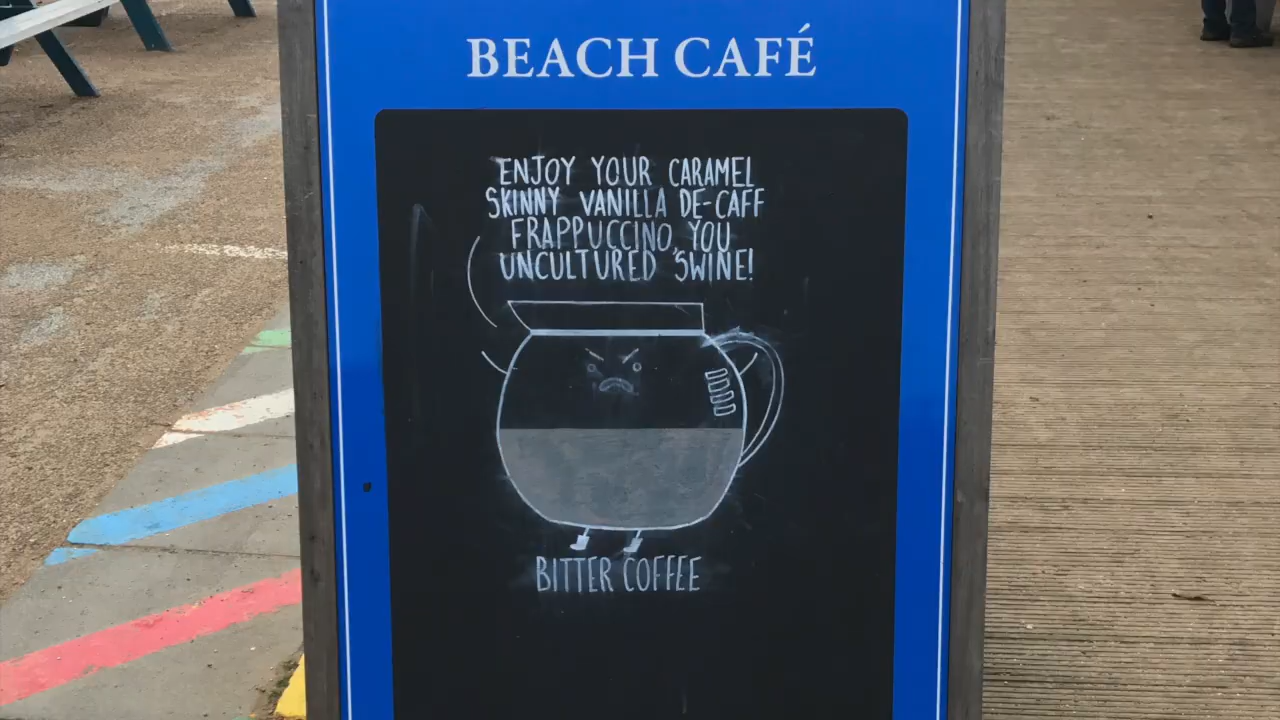 BEACH CAFÉ
ENJOY YOUR CARAMEL
SKINNY VANILLA DE-CAFF
FRAPPUCCINO, YOU
UNCULTURED SWINE!
BITTER COFFEE